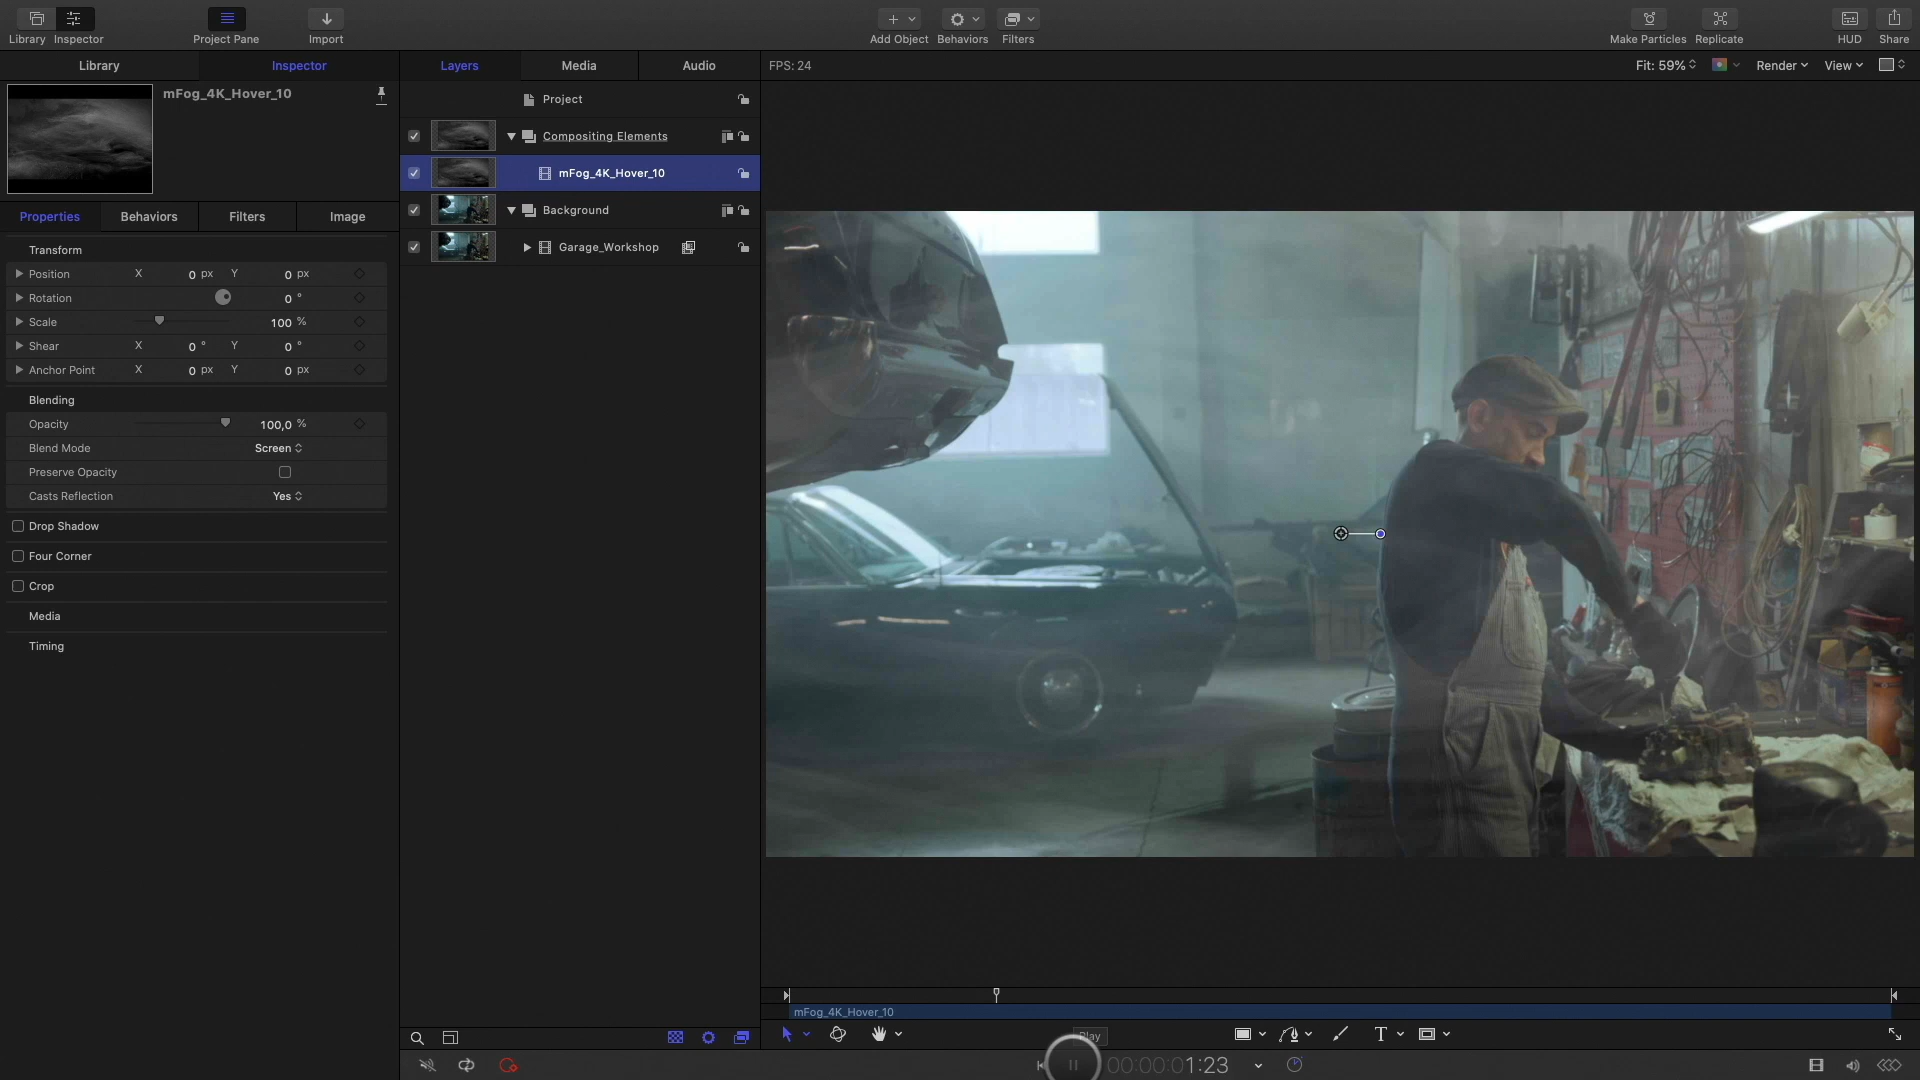 Library Inspector Project Pane Import Add Object Behaviors Filters Make Particles Replicate HUD Share
Library Inspector Layers Media Audio FPS: 24 Fit: 59% Render View
mFog_4K_Hover_10
Project
Compositing Elements
mFog_4K_Hover_10
Background
Garage_Workshop
Properties Behaviors Filters Image
Transform
Position X 0 px Y 0 px
Rotation 0 °
Scale 100 %
Shear X 0 ° Y 0 °
Anchor Point X 0 px Y 0 px
Blending
Opacity 100,0 %
Blend Mode Screen
Preserve Opacity
Casts Reflection Yes
Drop Shadow
Four Corner
Crop
Media
Timing
mFog_4K_Hover_10
T
Play
00:00:01:23